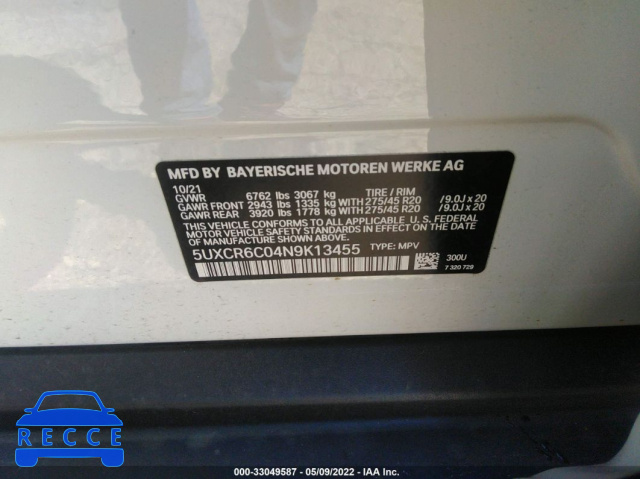 MFD BY BAYERISCHE MOTOREN WERKE AG
10/21 TIRE / RIM
GVWR 6762 lbs 3067 kg
GAWR FRONT 2943 lbs 1335 kg WITH 275/45 R20 /9.0J x 20
GAWR REAR 3920 lbs 1778 kg WITH 275/45 R20 /9.0J x 20
THIS VEHICLE CONFORMS TO ALL APPLICABLE U. S. FEDERAL
MOTOR VEHICLE SAFETY, BUMPER, AND THEFT PREVENTION
STANDARDS IN EFFECT ON THE DATE OF MANUFACTURE
SHOWN ABOVE.
5UXCR6C04N9K13455 TYPE: MPV
300U
7 320 729
RECCE
000-33049587 - 05/09/2022 - IAA Inc.